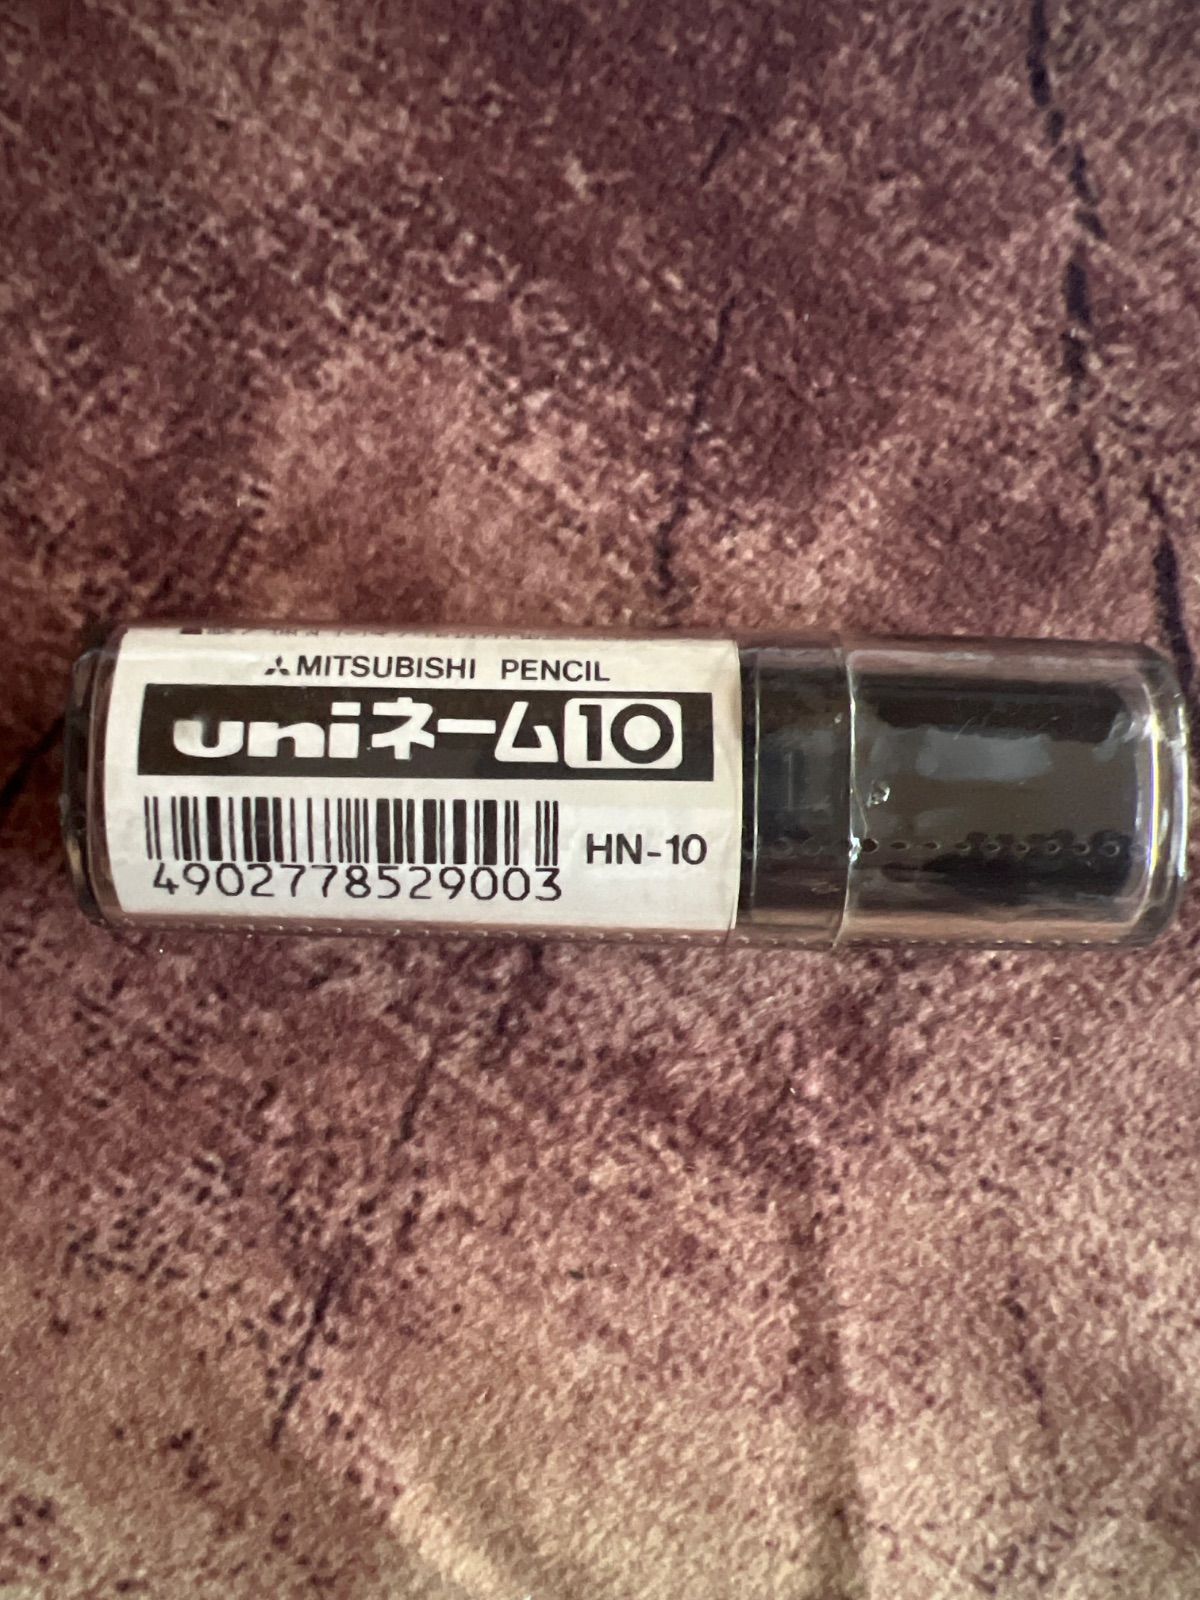 MITSUBISHI PENCIL
uniネーム10
HN-10
4902778529003